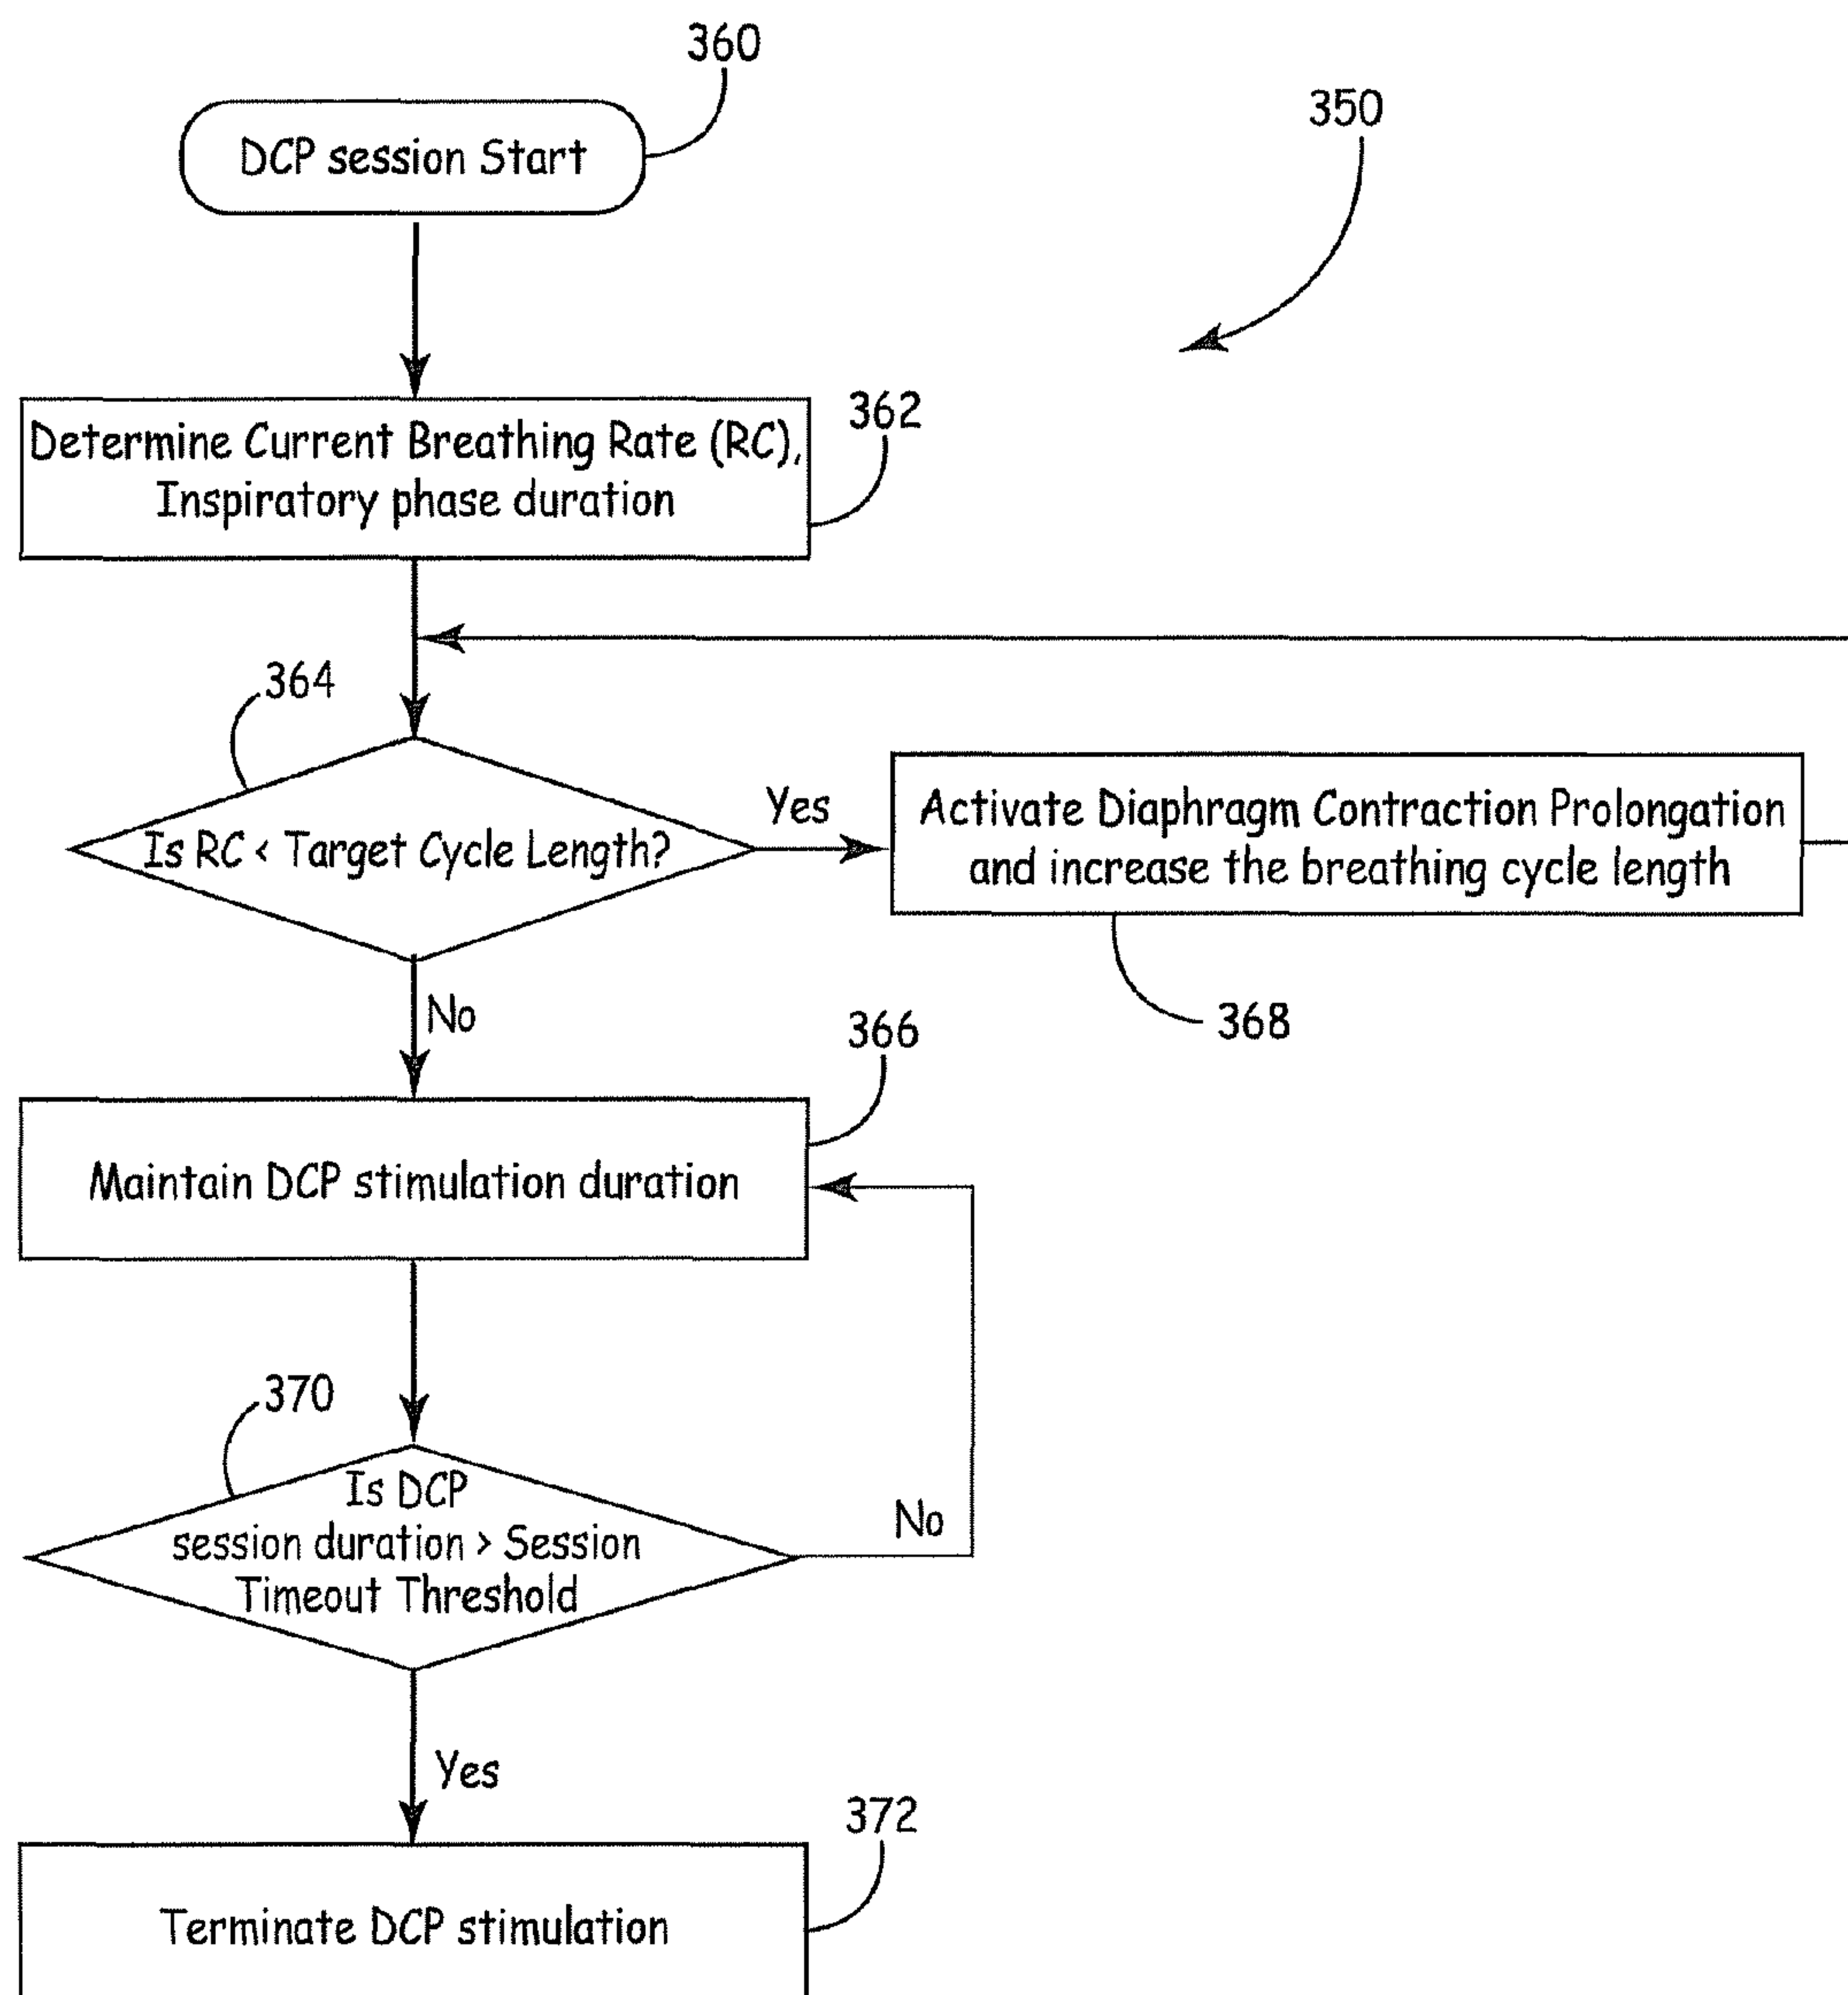 360
DCP session Start
350
362
Determine Current Breathing Rate (RC),
Inspiratory phase duration
364
Is RC < Target Cycle Length?
Yes
Activate Diaphragm Contraction Prolongation
and increase the breathing cycle length
368
No
366
Maintain DCP stimulation duration
370
Is DCP
session duration > Session
Timeout Threshold
No
Yes
372
Terminate DCP stimulation